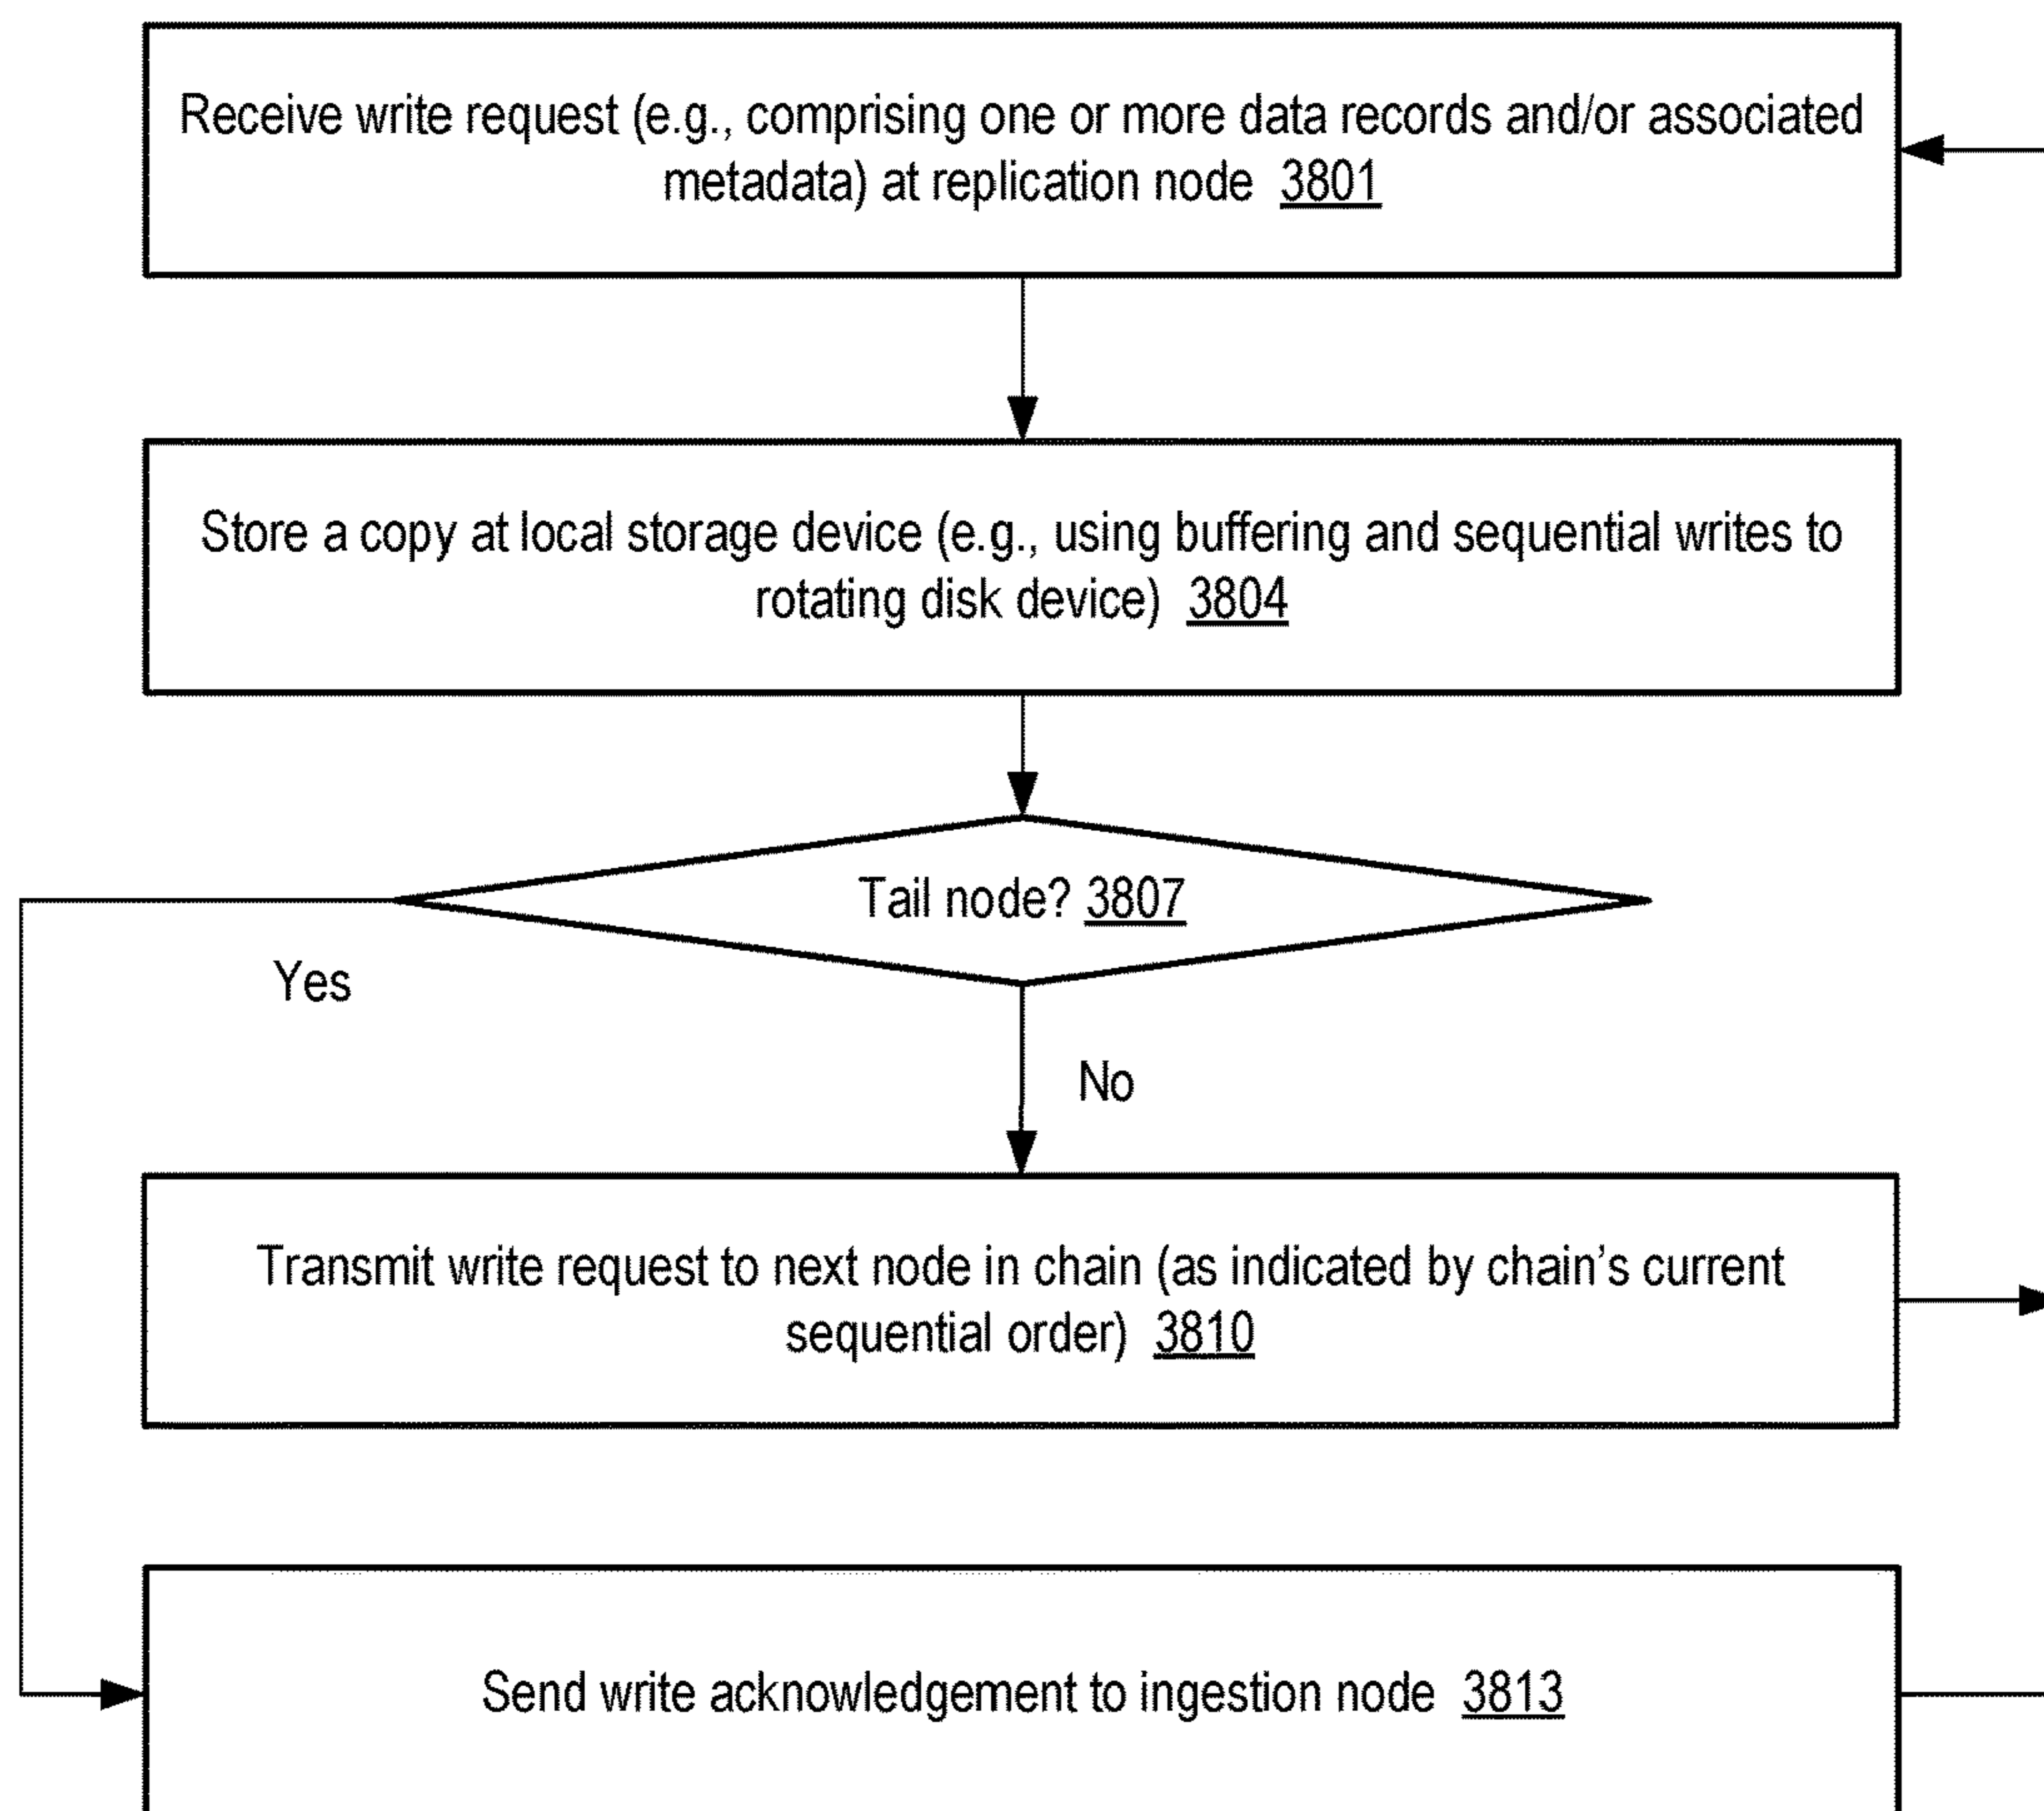 Receive write request (e.g., comprising one or more data records and/or associated
metadata) at replication node 3801
Store a copy at local storage device (e.g., using buffering and sequential writes to
rotating disk device) 3804
Tail node? 3807
Yes
No
Transmit write request to next node in chain (as indicated by chain’s current
sequential order) 3810
Send write acknowledgement to ingestion node 3813